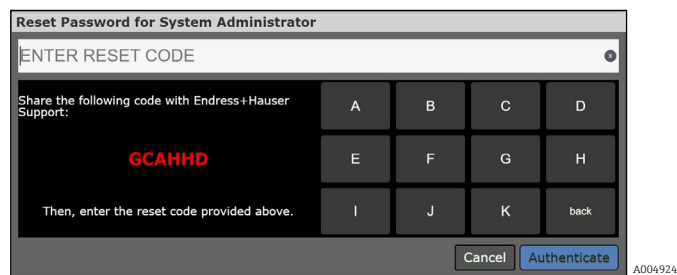 Reset Password for System Administrator
ENTER RESET CODE
x
Share the following code with Endress+Hauser
Support:
GCAHHD
Then, enter the reset code provided above.
A B C D
E F G H
I J K back
Cancel Authenticate
A004924